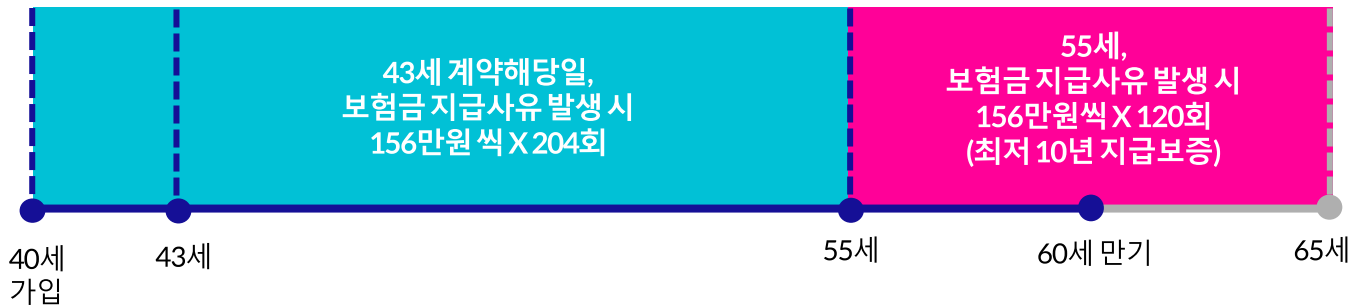 43세 계약해당일,
보험금 지급사유 발생 시
156만원 씩 X 204회
55세,
보험금 지급사유 발생 시
156만원씩 X 120회
(최저 10년 지급보증)
40세
가입
43세
55세
60세 만기
65세